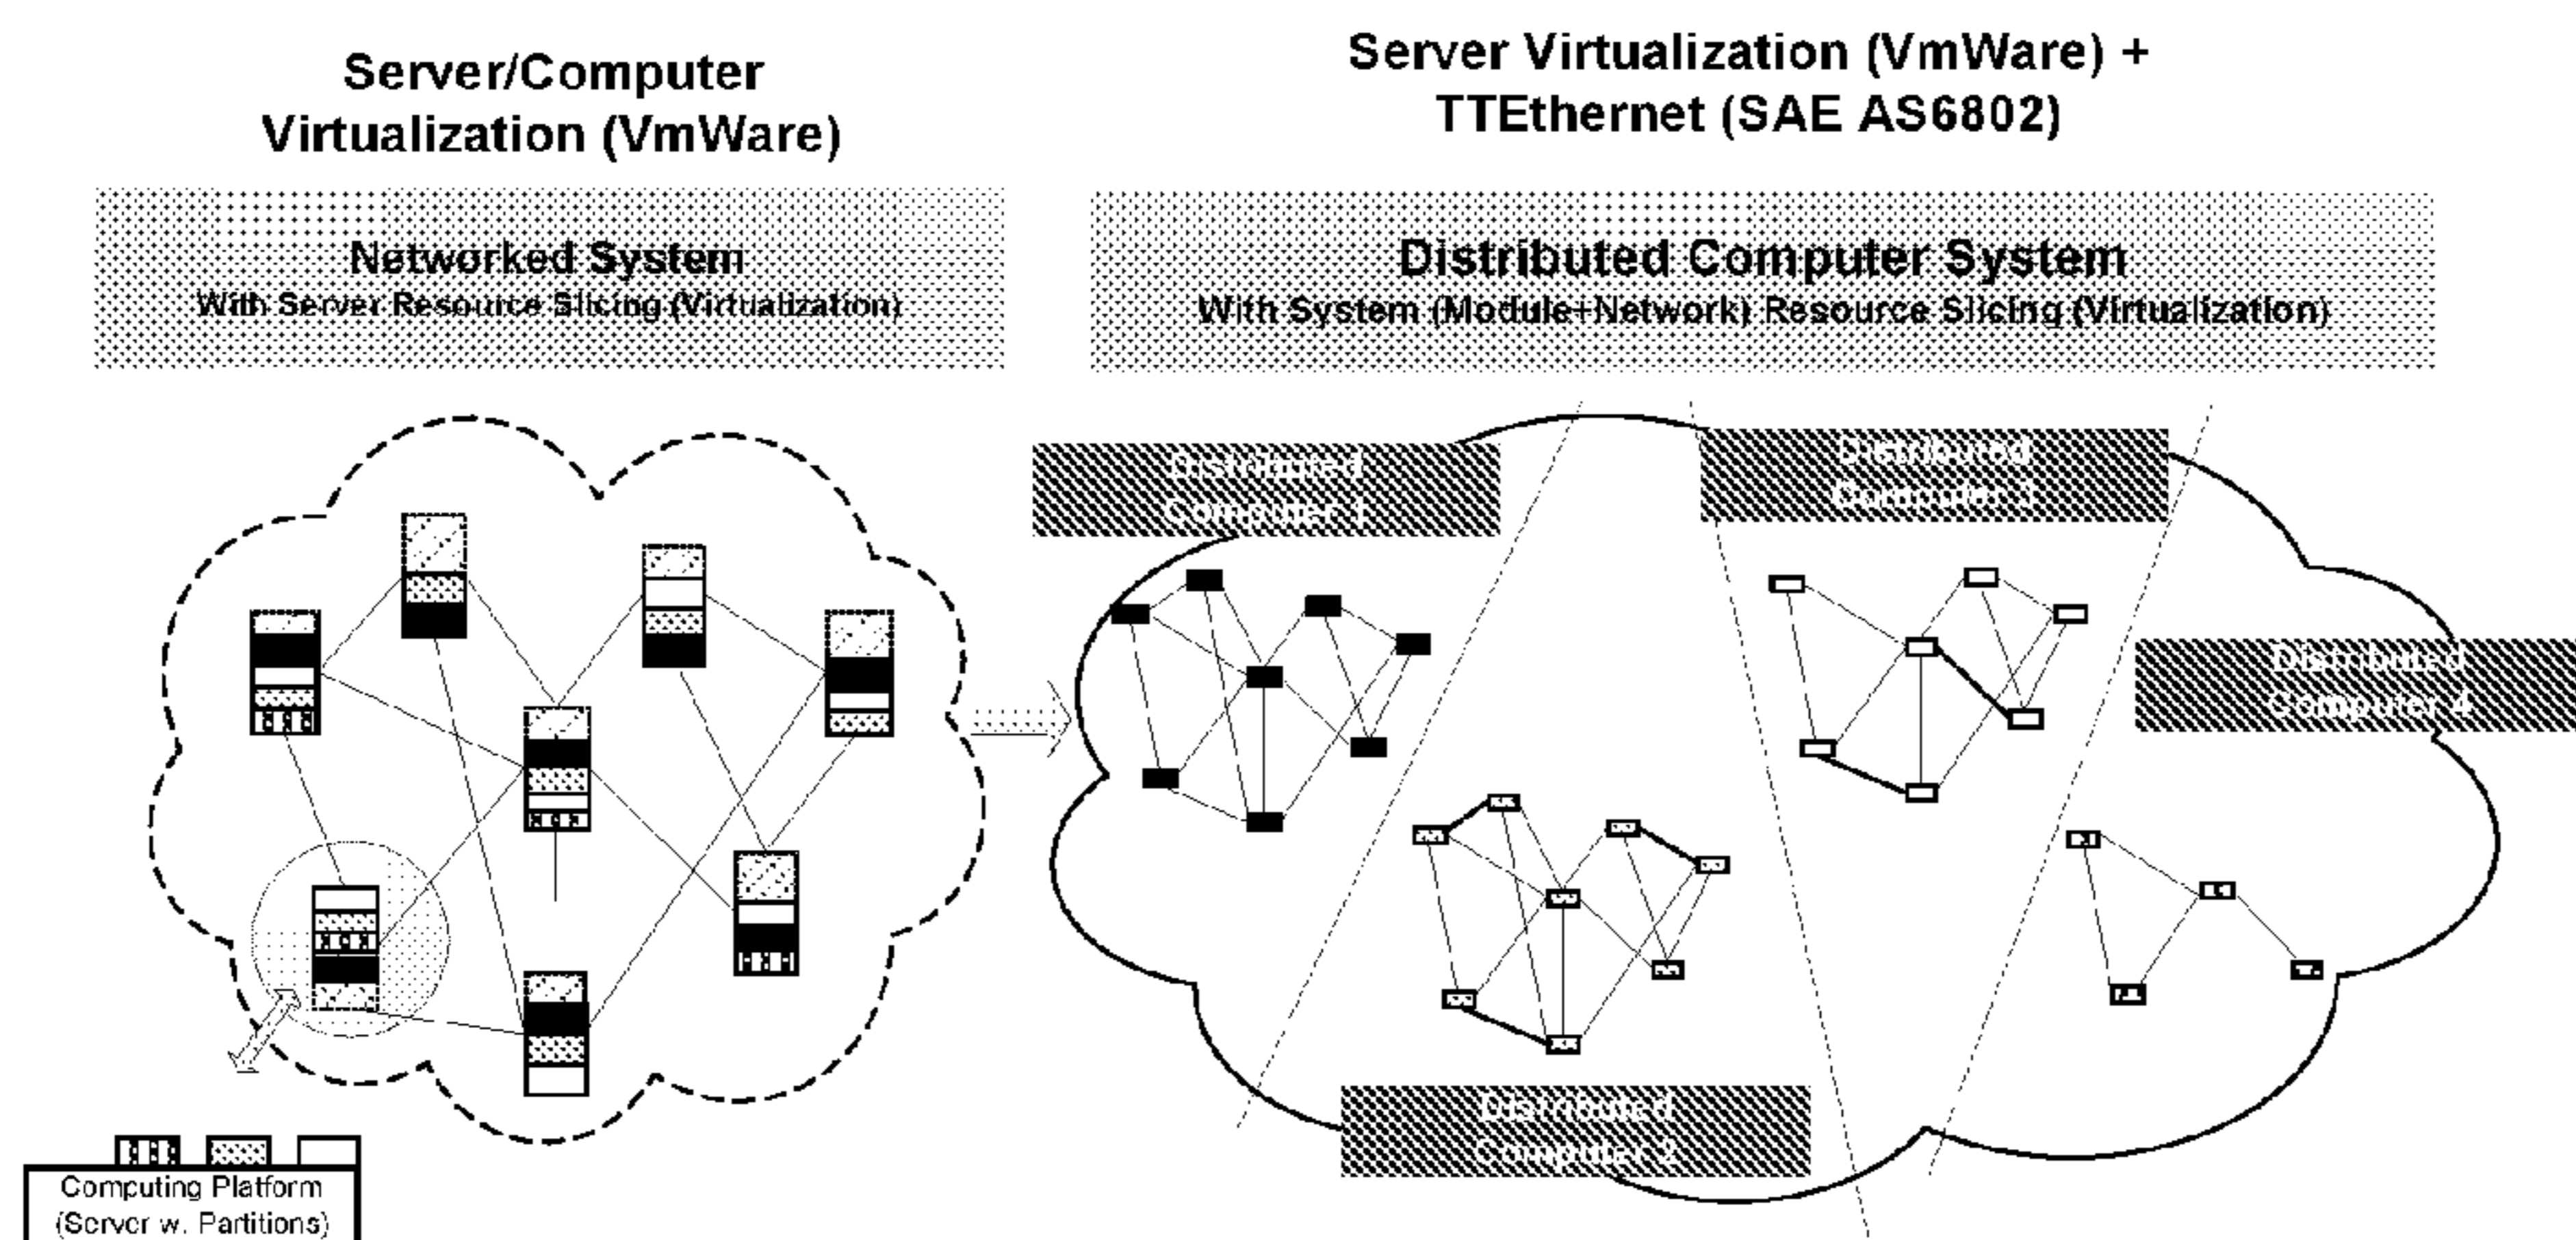 Server/Computer
Virtualization (VmWare)
Server Virtualization (VmWare) +
TTEthernet (SAE AS6802)
Networked System
With Server Resource Slicing (Virtualization)
Distributed Computer System
With System (Module+Network) Resource Slicing (Virtualization)
Distributed
Computer 1
Distributed
Computer 3
Distributed
Computer 4
Distributed
Computer 2
Computing Platform
(Server w. Partitions)